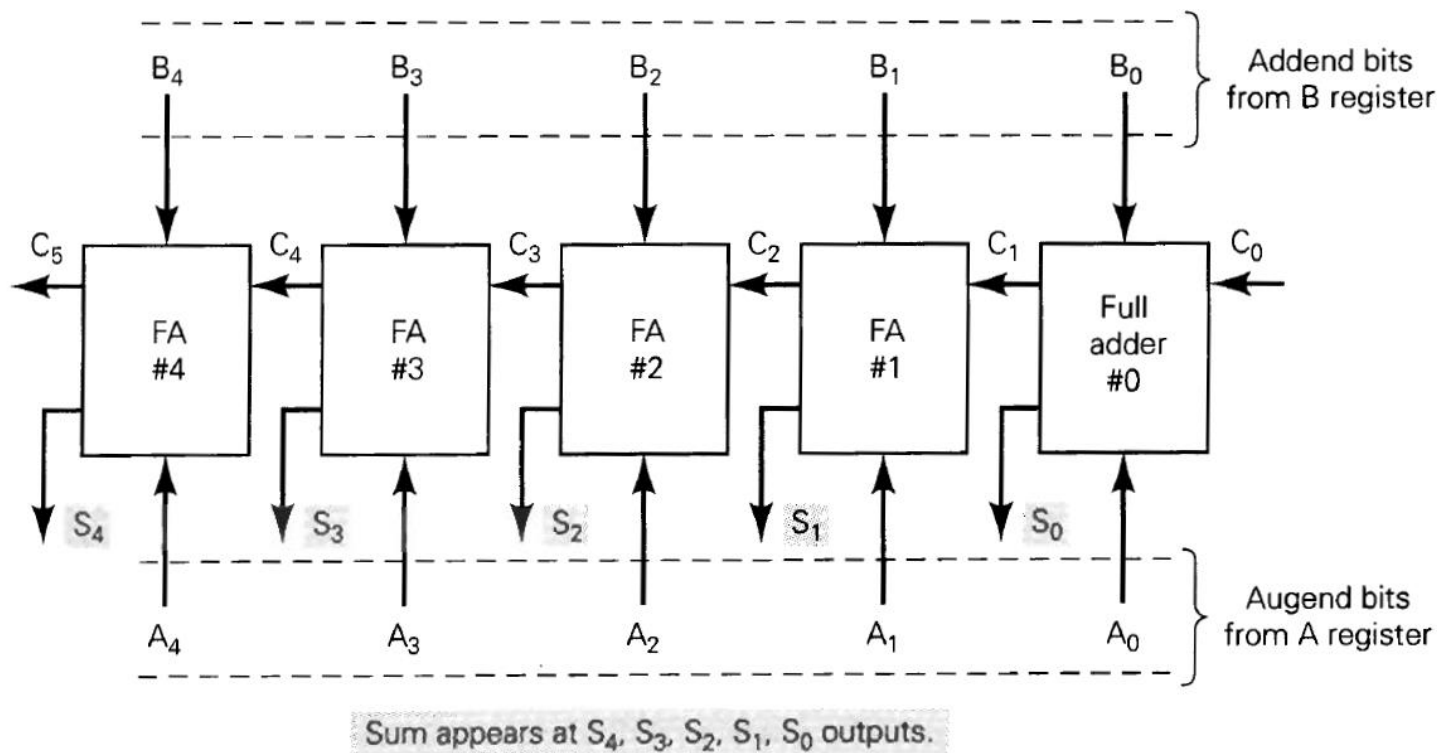 B₄ B₃ B₂ B₁ B₀
Addend bits
from B register
C₅ C₄ C₃ C₂ C₁ C₀
FA
#4
FA
#3
FA
#2
FA
#1
Full
adder
#0
S₄ S₃ S₂ S₁ S₀
A₄ A₃ A₂ A₁ A₀
Augend bits
from A register
Sum appears at S₄, S₃, S₂, S₁, S₀ outputs.